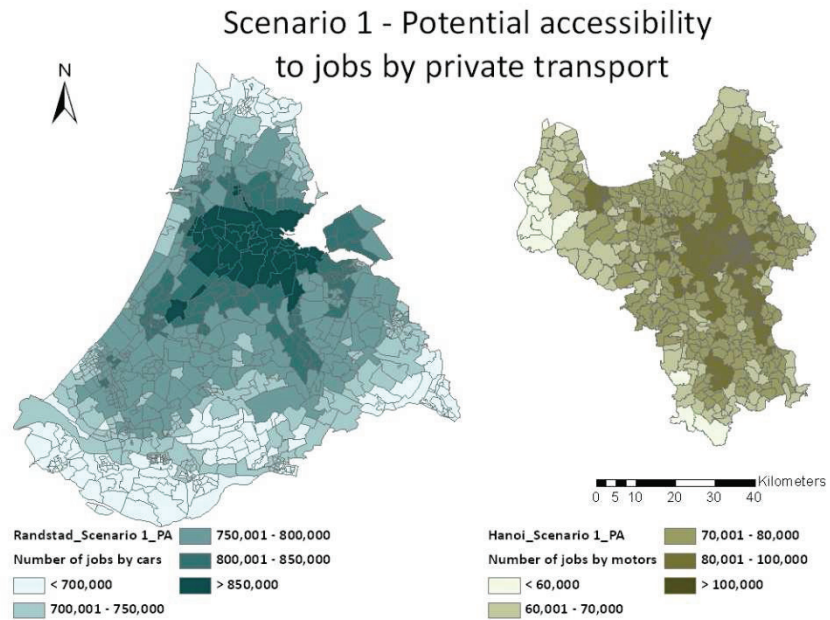 Scenario 1 - Potential accessibility
to jobs by private transport
N
Kilometers
0 5 10 20 30 40
Randstad_Scenario 1_PA
Number of jobs by cars
< 700,000
700,001 - 750,000
750,001 - 800,000
800,001 - 850,000
> 850,000
Hanoi_Scenario 1_PA
Number of jobs by motors
< 60,000
60,001 - 70,000
70,001 - 80,000
80,001 - 100,000
> 100,000